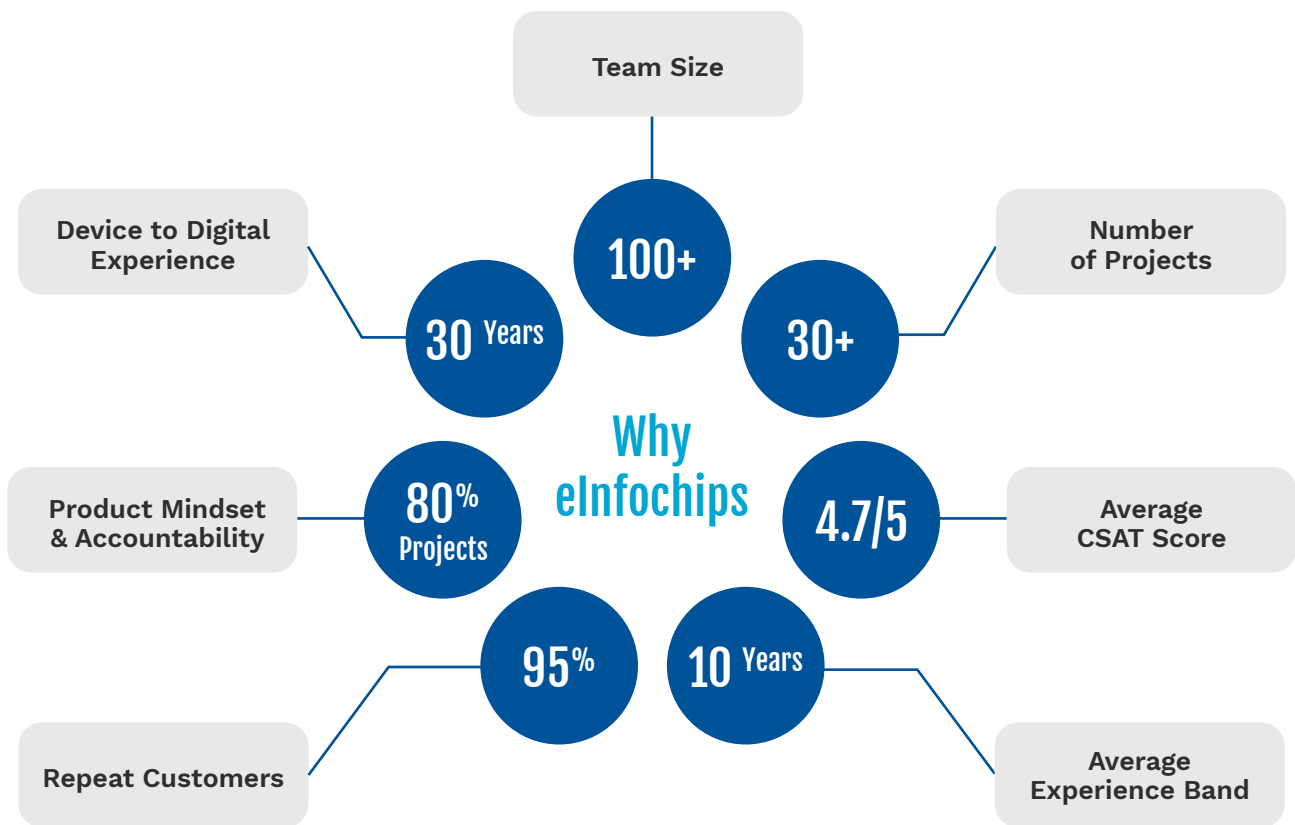 Team Size
100+
Device to Digital
Experience
30 Years
Number
of Projects
30+
Why
eInfochips
Product Mindset
& Accountability
80%
Projects
4.7/5
Average
CSAT Score
95%
Repeat Customers
10 Years
Average
Experience Band